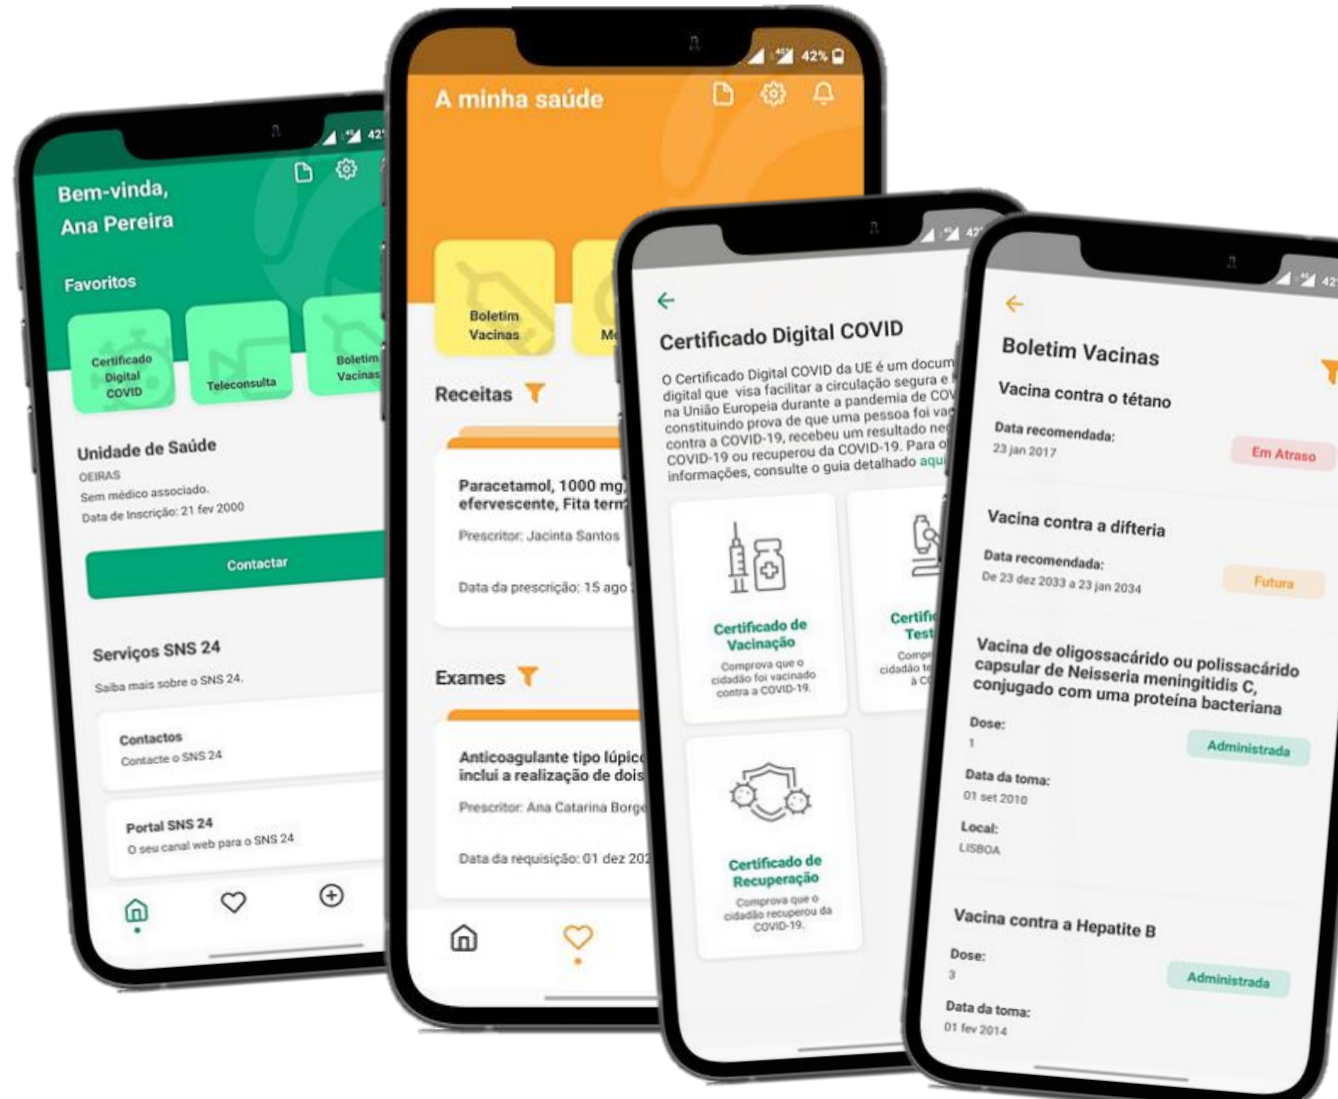 42%
Bem-vinda,
Ana Pereira
Favoritos
Certificado
Digital
COVID
Teleconsulta
Boletim
Vacinas
Unidade de Saúde
OEIRAS
Sem médico associado.
Data de Inscrição: 21 fev 2000
Contactar
Serviços SNS 24
Saiba mais sobre o SNS 24.
Contactos
Contacte o SNS 24
Portal SNS 24
O seu canal web para o SNS 24
42%
A minha saúde
Boletim
Vacinas
Receitas
Paracetamol, 1000 mg,
efervescente, Fita
Prescritor: Jacinta Santos
Data da prescrição: 15 ago
Exames
Anticoagulante tipo lúpico
inclui a realização de dois
Prescritor: Ana Catarina
Data da requisição: 01 dez
42
Certificado Digital COVID
O Certificado Digital COVID da UE é um
digital que visa facilitar a circulação segura e
na União Europeia durante a pandemia de
constituindo prova de que uma pessoa foi
contra a COVID-19, recebeu um resultado
COVID-19 ou recuperou da COVID-19. Para
informações, consulte o guia detalhado aqui
Certificado de
Vacinação
Comprova que o
cidadão foi vacinado
contra a COVID-19.
cidadão
à
Certificado de
Recuperação
Comprova que o
cidadão recuperou da
COVID-19.
42
Boletim Vacinas
Vacina contra o tétano
Data recomendada:
23 jan 2017
Em Atraso
Vacina contra a difteria
Data recomendada:
De 23 dez 2033 a 23 jan 2034
Futura
Vacina de oligossacárido ou polissacárido
capsular de Neisseria meningitidis C,
conjugado com uma proteína bacteriana
Dose:
1
Administrada
Data da toma:
01 set 2010
Local:
LISBOA
Vacina contra a Hepatite B
Dose:
3
Administrada
Data da toma:
01 fev 2014